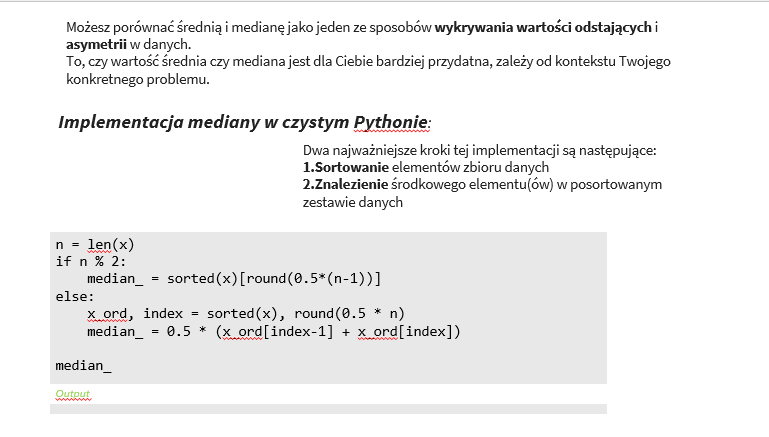 Możesz porównać średnią i medianę jako jeden ze sposobów wykrywania wartości odstających i
asymetrii w danych.
To, czy wartość średnia czy mediana jest dla Ciebie bardziej przydatna, zależy od kontekstu Twojego
konkretnego problemu.
Implementacja mediany w czystym Pythonie:
Dwa najważniejsze kroki tej implementacji są następujące:
1.Sortowanie elementów zbioru danych
2.Znalezienie środkowego elementu(ów) w posortowanym
zestawie danych
n = len(x)
if n % 2:
    median_ = sorted(x)[round(0.5*(n-1))]
else:
    x_ord, index = sorted(x), round(0.5 * n)
    median_ = 0.5 * (x_ord[index-1] + x_ord[index])
median_
Output